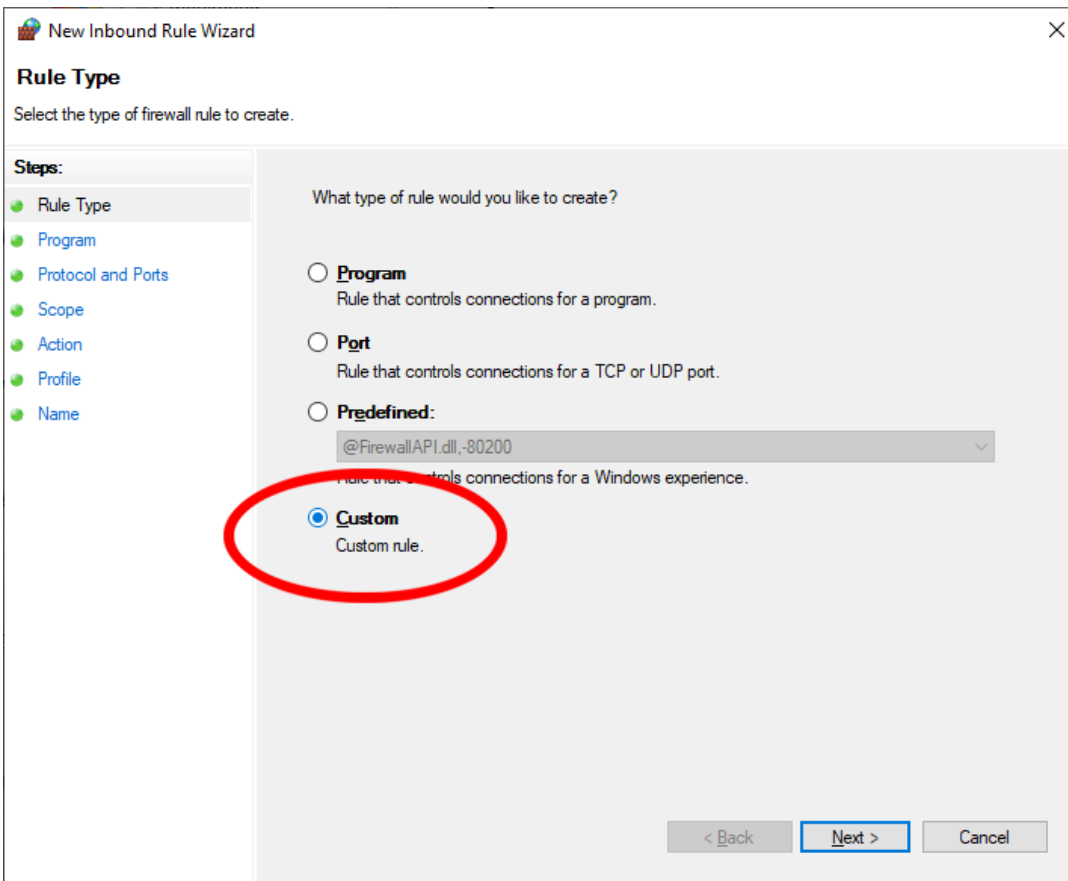 New Inbound Rule Wizard
Rule Type
Select the type of firewall rule to create.
Steps:
Rule Type
Program
Protocol and Ports
Scope
Action
Profile
Name
What type of rule would you like to create?
Program
Rule that controls connections for a program.
Port
Rule that controls connections for a TCP or UDP port.
Predefined:
@FirewallAPI.dll,-80200
Rule that controls connections for a Windows experience.
Custom
Custom rule.
< Back Next > Cancel